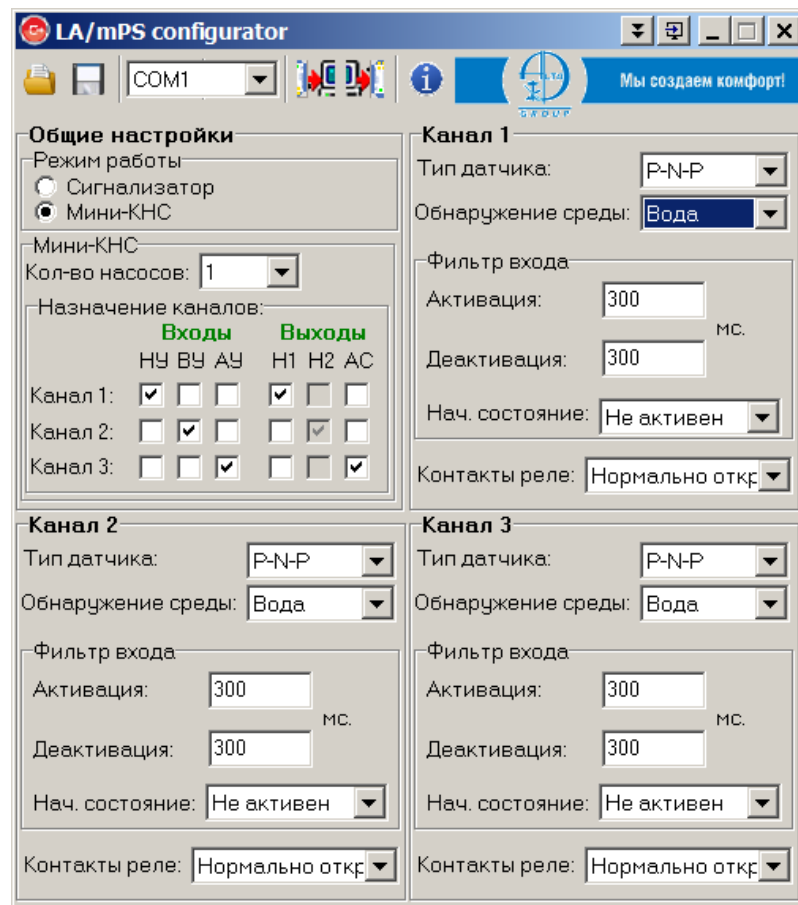 LA/mPS configurator
COM1
LTA
GROUP
Мы создаем комфорт!
Общие настройки
Режим работы
Сигнализатор
Мини-КНС
Мини-КНС
Кол-во насосов: 1
Назначение каналов:
Входы Выходы
НУ ВУ АУ Н1 Н2 АС
Канал 1:
Канал 2:
Канал 3:
Канал 1
Тип датчика: P-N-P
Обнаружение среды: Вода
Фильтр входа
Активация: 300
мс.
Деактивация: 300
Нач. состояние: Не активен
Контакты реле: Нормально откр
Канал 2
Тип датчика: P-N-P
Обнаружение среды: Вода
Фильтр входа
Активация: 300
мс.
Деактивация: 300
Нач. состояние: Не активен
Контакты реле: Нормально откр
Канал 3
Тип датчика: P-N-P
Обнаружение среды: Вода
Фильтр входа
Активация: 300
мс.
Деактивация: 300
Нач. состояние: Не активен
Контакты реле: Нормально откр